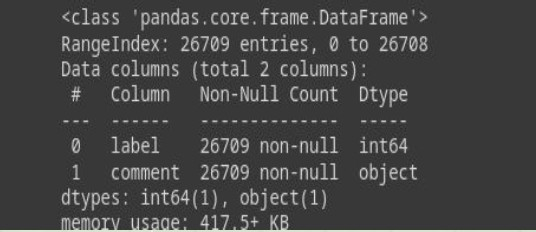 <class 'pandas.core.frame.DataFrame'>
RangeIndex: 26709 entries, 0 to 26708
Data columns (total 2 columns):
 #   Column   Non-Null Count  Dtype
---  ------   --------------  -----
 0   label    26709 non-null  int64
 1   comment  26709 non-null  object
dtypes: int64(1), object(1)
memory usage: 417.5+ KB